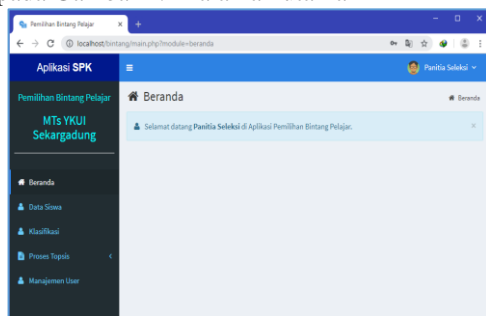 Pemilihan Bintang Pelajar
localhost/bintang/main.php?module=beranda
Aplikasi SPK
Panitia Seleksi
Pemilihan Bintang Pelajar
MTs YKUI
Sekargadung
Beranda
Beranda
Selamat datang Panitia Seleksi di Aplikasi Pemilihan Bintang Pelajar.
Beranda
Data Siswa
Klasifikasi
Proses Topsis
Manajemen User